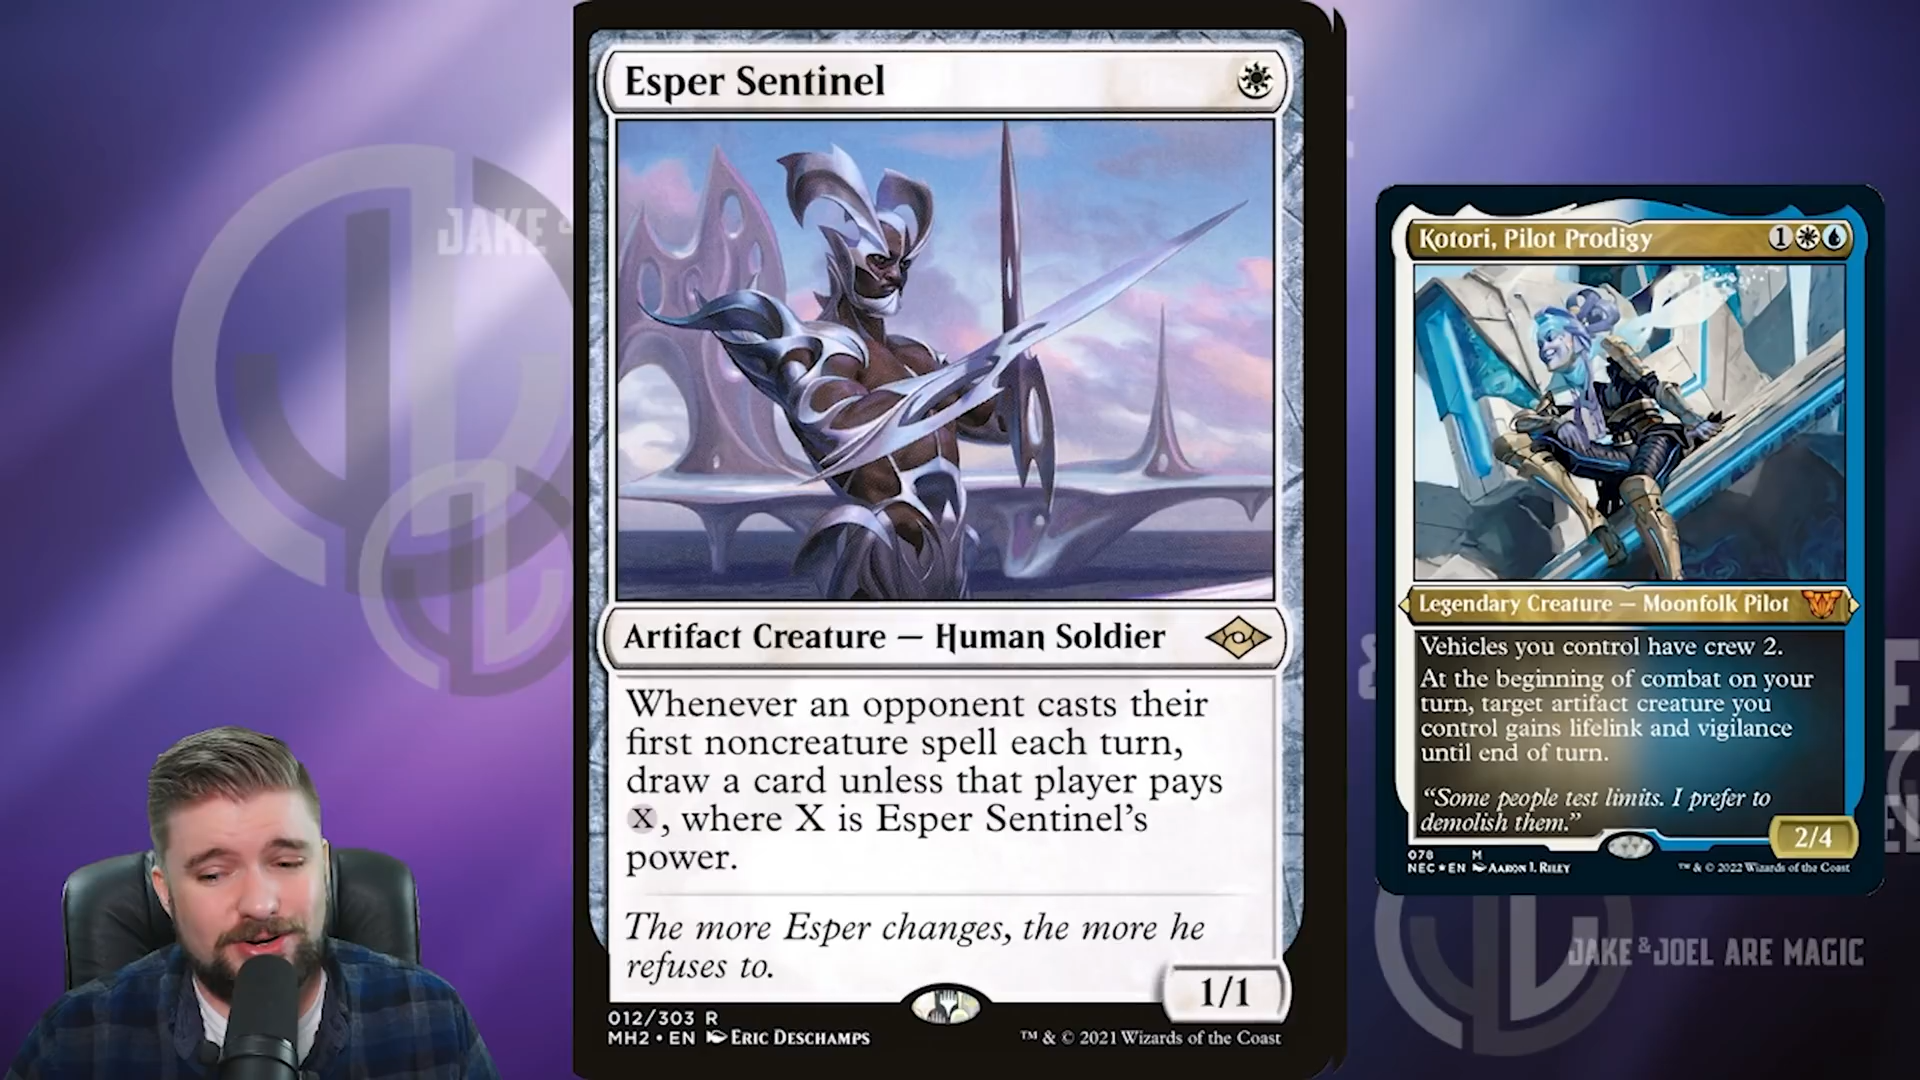 JAKE &
Esper Sentinel
Artifact Creature — Human Soldier
Whenever an opponent casts their
first noncreature spell each turn,
draw a card unless that player pays
X, where X is Esper Sentinel's
power.
The more Esper changes, the more he
refuses to.
1/1
012/303 R
MH2 • EN Eric Deschamps
™ & © 2021 Wizards of the Coast
Kotori, Pilot Prodigy
1
Legendary Creature — Moonfolk Pilot
Vehicles you control have crew 2.
At the beginning of combat on your
turn, target artifact creature you
control gains lifelink and vigilance
until end of turn.
"Some people test limits. I prefer to
demolish them."
2/4
078 M
NEC ★ EN Aaron J. Riley
™ & © 2022 Wizards of the Coast
JAKE & JOEL ARE MAGIC